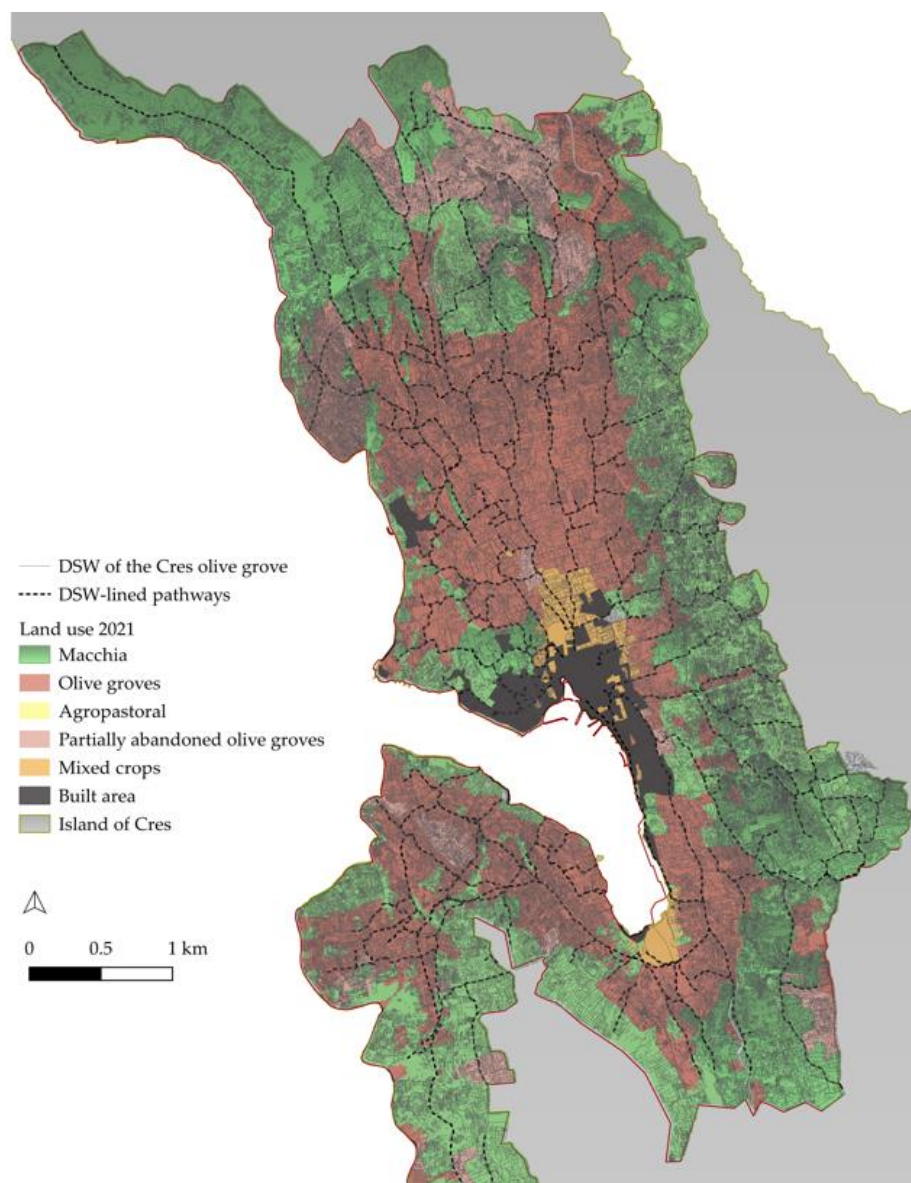 DSW of the Cres olive grove
DSW-lined pathways
Land use 2021
Macchia
Olive groves
Agropastoral
Partially abandoned olive groves
Mixed crops
Built area
Island of Cres
0 0.5 1 km